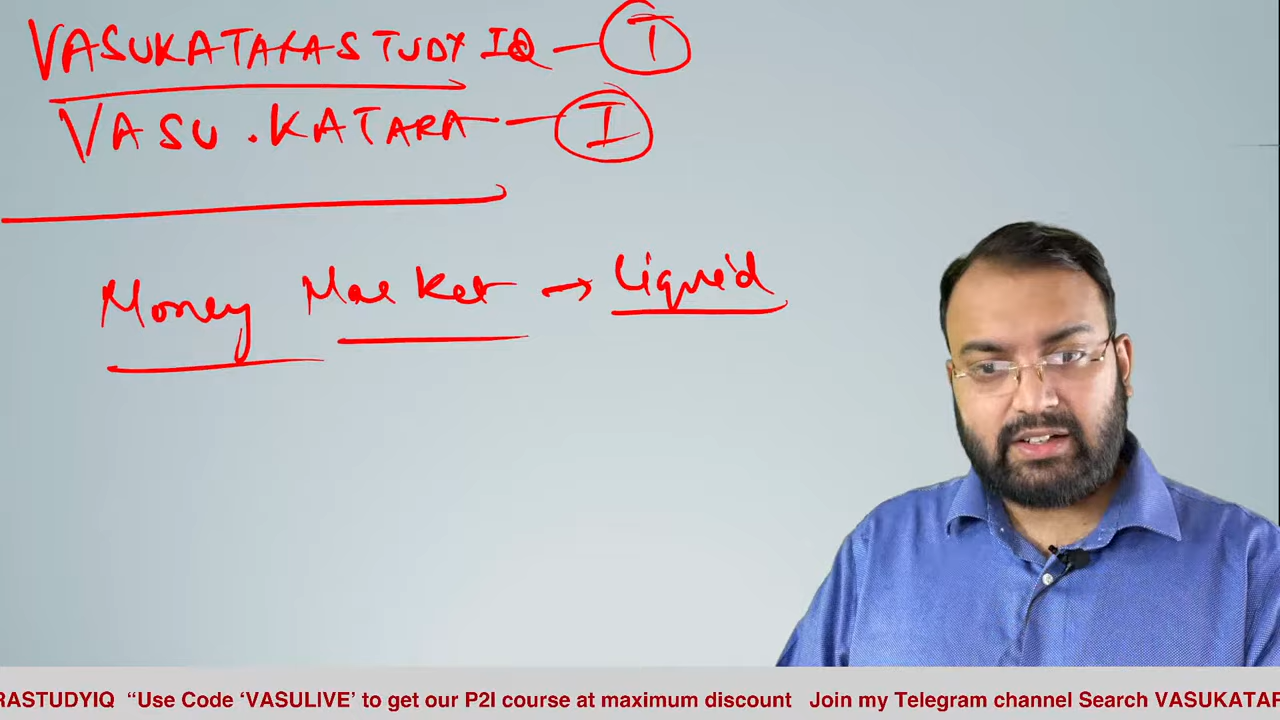 VASUKATARASTUDY IQ — T
VASU.KATARA — I
Money Market → Liquid
RASTUDYIQ “Use Code ‘VASULIVE’ to get our P2I course at maximum discount Join my Telegram channel Search VASUKATAR